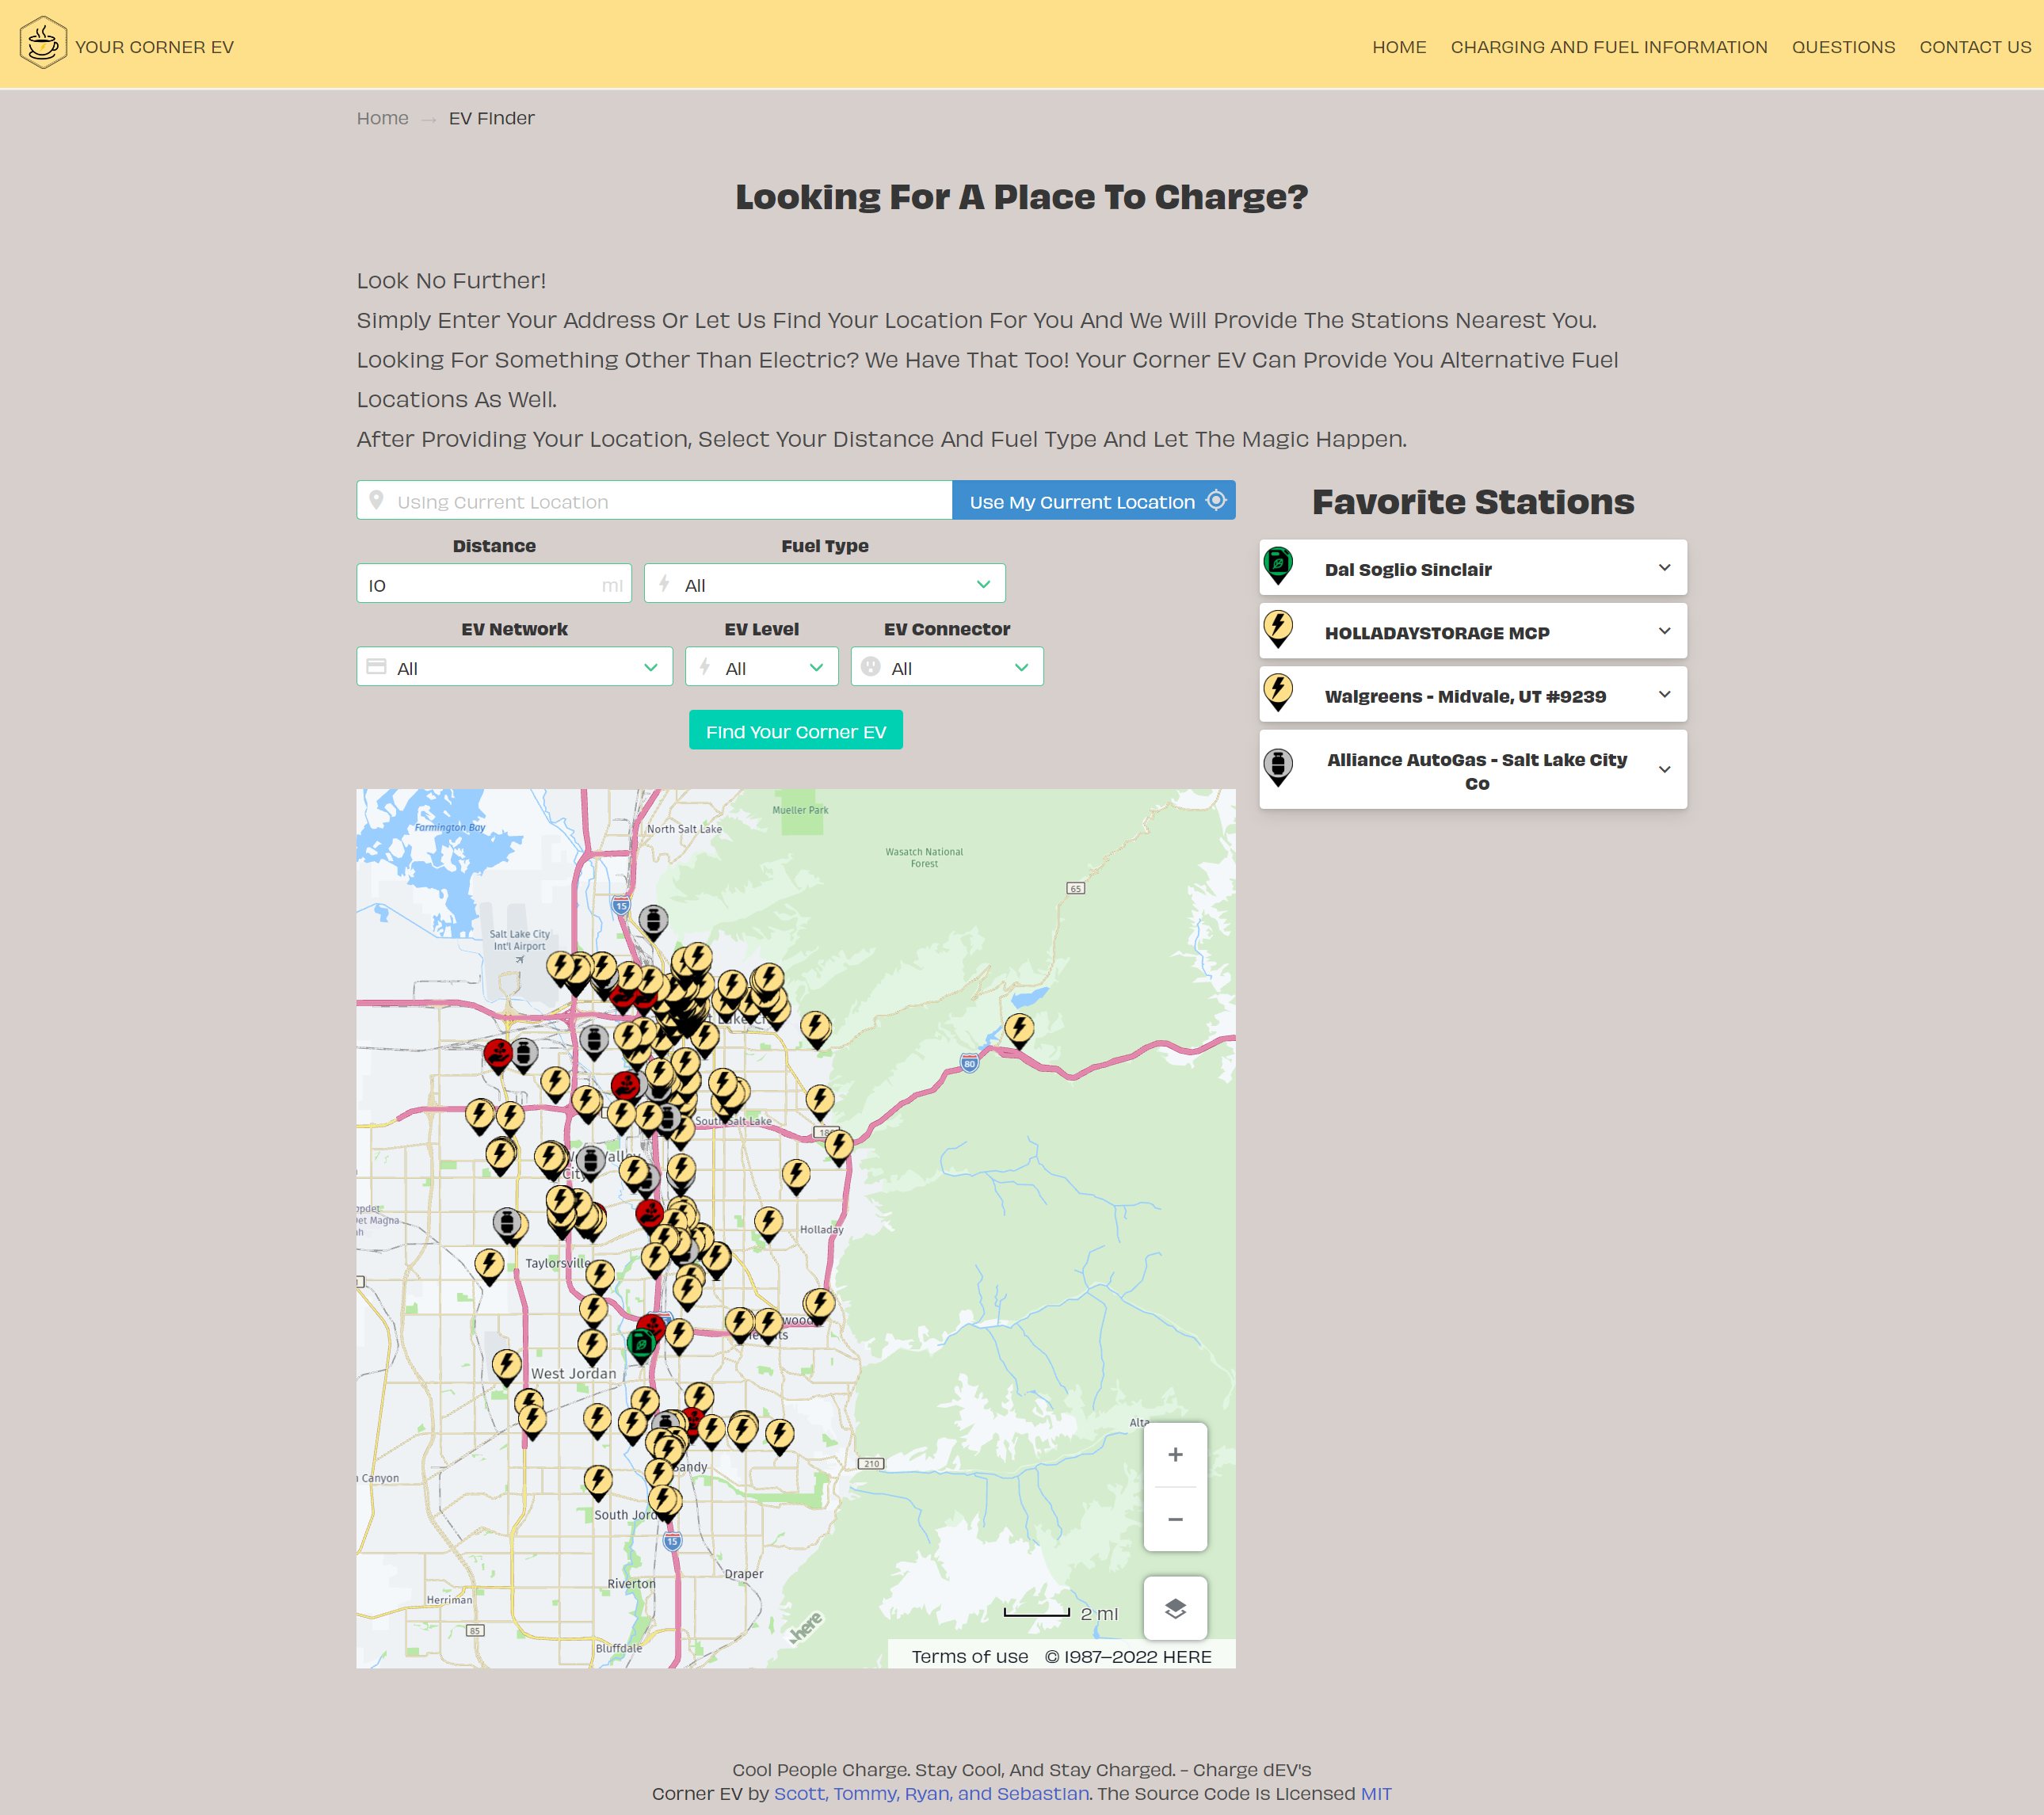 YOUR CORNER EV
HOME CHARGING AND FUEL INFORMATION QUESTIONS CONTACT US
Home → EV Finder
Looking For A Place To Charge?
Look No Further!
Simply Enter Your Address Or Let Us Find Your Location For You And We Will Provide The Stations Nearest You.
Looking For Something Other Than Electric? We Have That Too! Your Corner EV Can Provide You Alternative Fuel
Locations As Well.
After Providing Your Location, Select Your Distance And Fuel Type And Let The Magic Happen.
Using Current Location
Use My Current Location
Distance
Fuel Type
10 mi
All
EV Network
EV Level
EV Connector
All
All
All
Find Your Corner EV
Favorite Stations
Dal Soglio Sinclair
HOLLADAYSTORAGE MCP
Walgreens - Midvale, UT #9239
Alliance AutoGas - Salt Lake City
Co
Mueller Park
Farmington Bay
North Salt Lake
Wasatch National
Forest
65
15
Salt Lake City
Int'l Airport
80
South Salt Lake
Valley
City
Magna
Holladay
Taylorsville
West Jordan
Alta
210
Sandy
Canyon
South Jord
15
Draper
Riverton
Herriman
85
Bluffdale
here
2 mi
Terms of use © 1987–2022 HERE
Cool People Charge. Stay Cool, And Stay Charged. - Charge dEV's
Corner EV by Scott, Tommy, Ryan, and Sebastian. The Source Code Is Licensed MIT